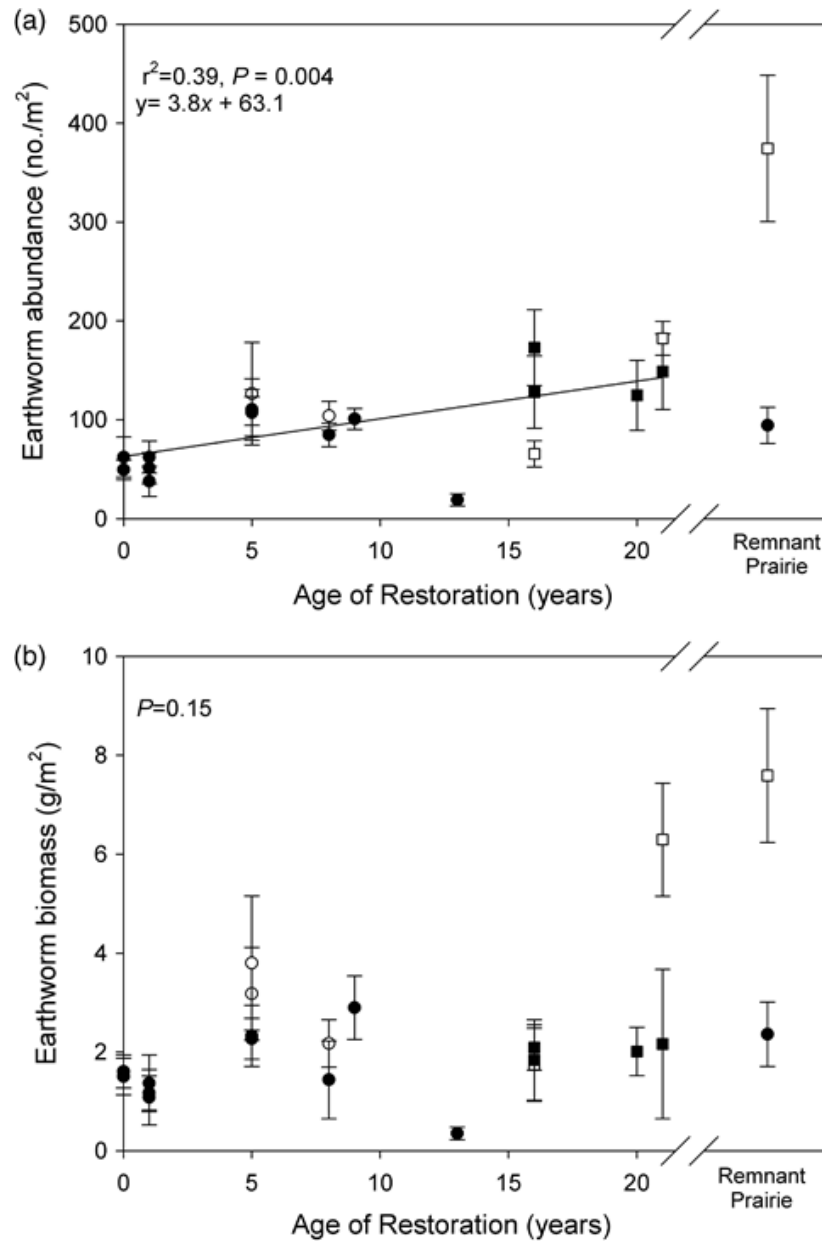 (a)
500
400
300
200
100
0
r²=0.39, P = 0.004
y= 3.8x + 63.1
Earthworm abundance (no./m²)
0 5 10 15 20
Remnant
Prairie
Age of Restoration (years)
(b)
10
8
6
4
2
0
P=0.15
Earthworm biomass (g/m²)
0 5 10 15 20
Remnant
Prairie
Age of Restoration (years)